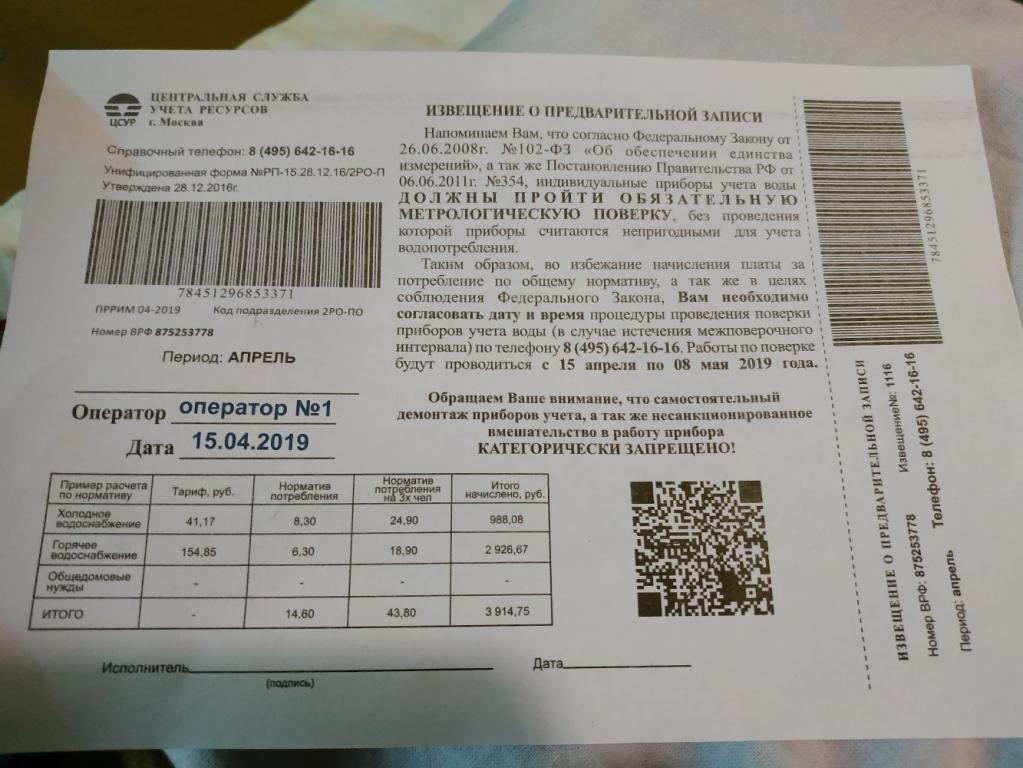 ЦЕНТРАЛЬНАЯ СЛУЖБА
УЧЕТА РЕСУРСОВ
г. Москва
ЦСУР
Справочный телефон: 8 (495) 642-16-16
Унифицированная форма №РП-15.28.12.16/2РО-П
Утверждена 28.12.2016г.
78451296853371
ПРРИМ 04-2019 Код подразделения 2РО-ПО
Номер ВРФ 875253778
Период: АПРЕЛЬ
Оператор оператор №1
Дата 15.04.2019
ИЗВЕЩЕНИЕ О ПРЕДВАРИТЕЛЬНОЙ ЗАПИСИ
Напоминаем Вам, что согласно Федеральному Закону от
26.06.2008г. №102-ФЗ «Об обеспечении единства
измерений», а так же Постановлению Правительства РФ от
06.06.2011г. №354, индивидуальные приборы учета воды
ДОЛЖНЫ ПРОЙТИ ОБЯЗАТЕЛЬНУЮ
МЕТРОЛОГИЧЕСКУЮ ПОВЕРКУ, без проведения
которой приборы считаются непригодными для учета
водопотребления.
Таким образом, во избежание начисления платы за
потребление по общему нормативу, а так же в целях
соблюдения Федерального Закона, Вам необходимо
согласовать дату и время процедуры проведения поверки
приборов учета воды (в случае истечения межповерочного
интервала) по телефону 8 (495) 642-16-16. Работы по поверке
будут проводиться с 15 апреля по 08 мая 2019 года.
Обращаем Ваше внимание, что самостоятельный
демонтаж приборов учета, а так же несанкционированное
вмешательство в работу прибора
КАТЕГОРИЧЕСКИ ЗАПРЕЩЕНО!
Пример расчета
по нормативу Тариф, руб. Норматив
потребления Норматив
потребления
на 3х чел Итого
начислено, руб.
Холодное
водоснабжение 41,17 8,30 24,90 988,08
Горячее
водоснабжение 154,85 6,30 18,90 2 926,67
Общедомовые
нужды - - - -
ИТОГО - 14,60 43,80 3 914,75
Исполнитель Дата
(подпись)
78451296853371
ИЗВЕЩЕНИЕ О ПРЕДВАРИТЕЛЬНОЙ ЗАПИСИ
Извещение№: 1116
Номер ВРФ: 875253778 Телефон: 8 (495) 642-16-16
Период: апрель